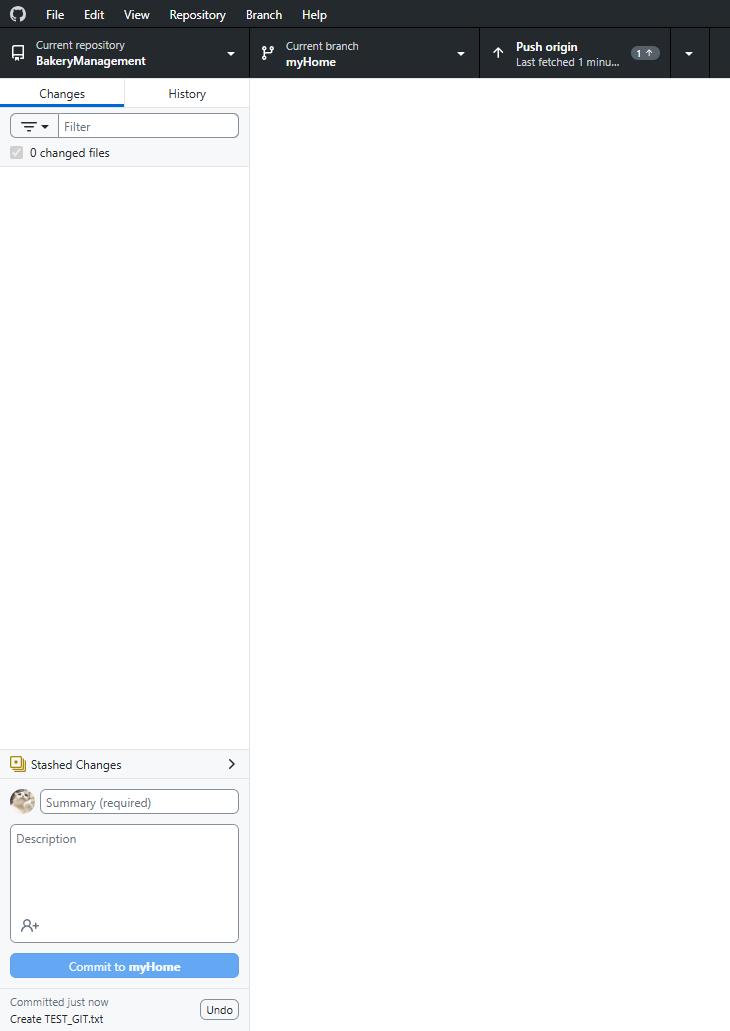 File Edit View Repository Branch Help
Current repository
BakeryManagement
Current branch
myHome
Push origin
Last fetched 1 minu...
1
Changes History
Filter
0 changed files
Stashed Changes
Summary (required)
Description
Commit to myHome
Committed just now
Create TEST_GIT.txt
Undo